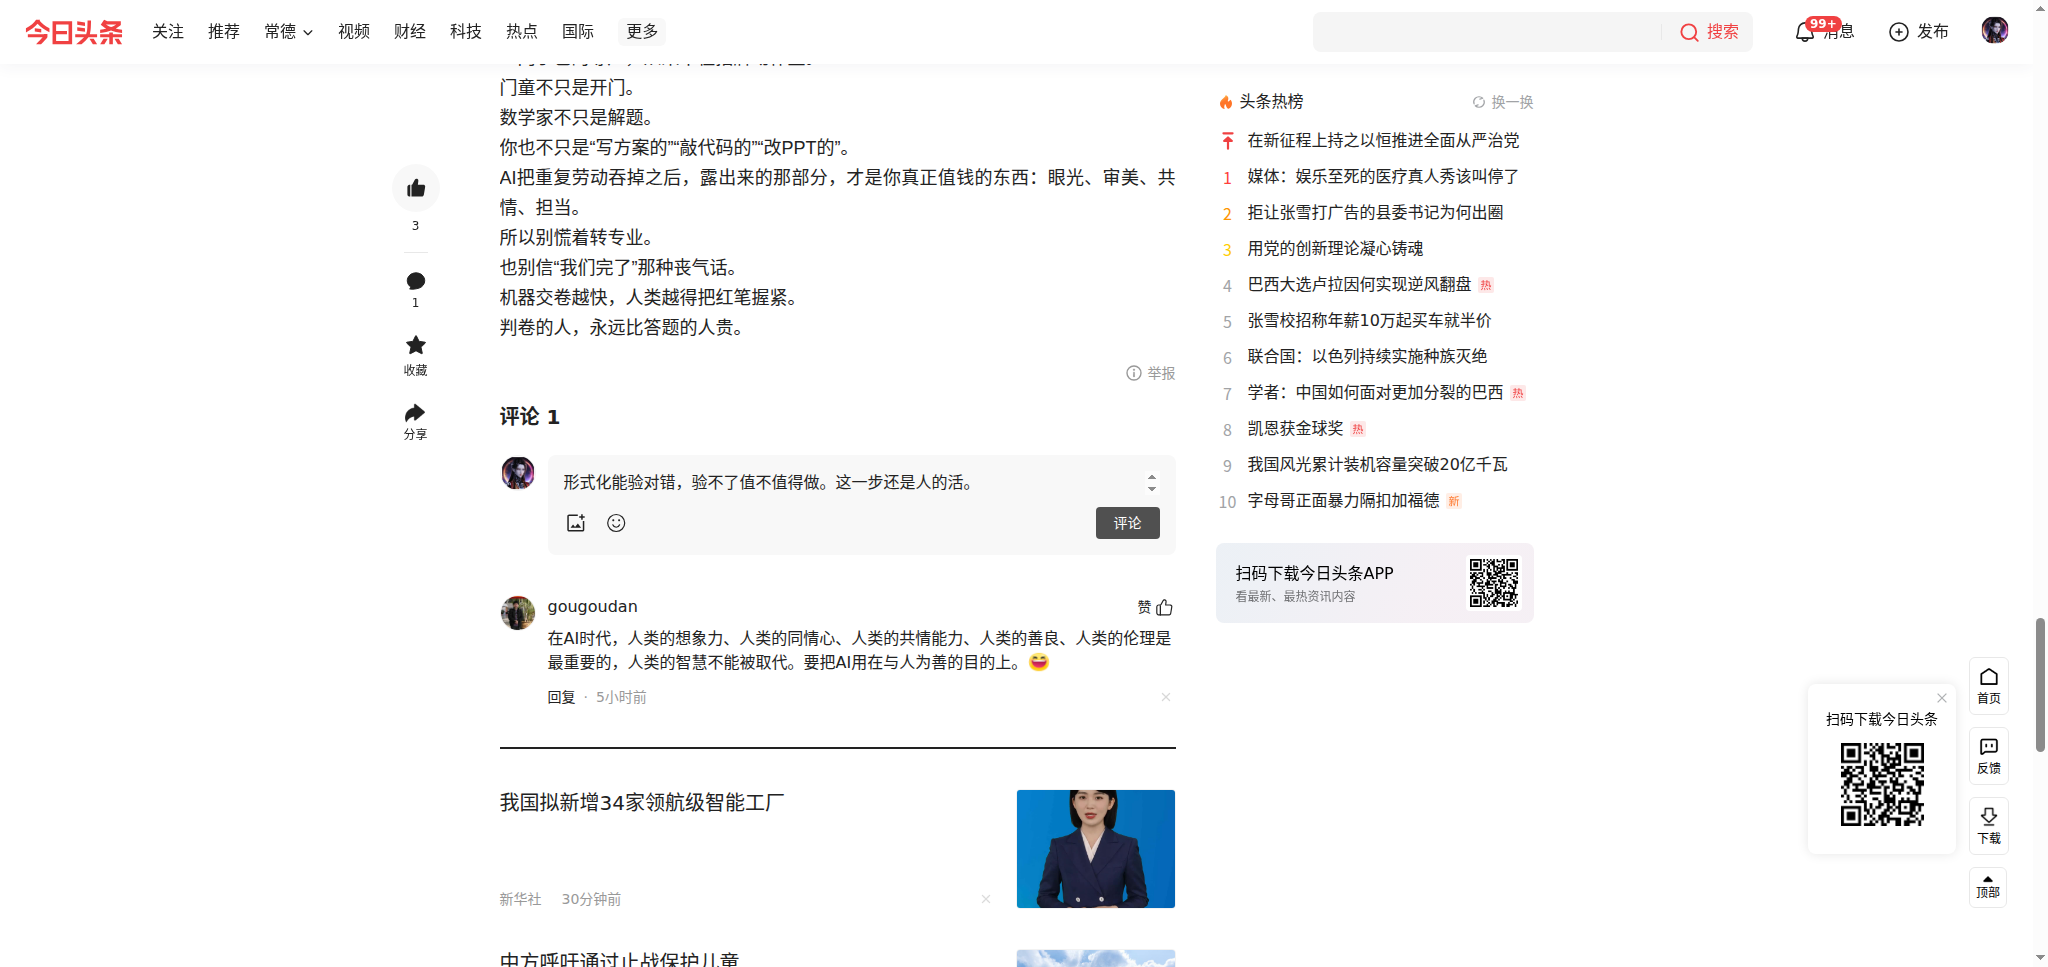 今日头条
关注
推荐
常德
视频
财经
科技
热点
国际
更多
搜索
99+
消息
发布
门童不只是开门。
数学家不只是解题。
你也不只是“写方案的”“敲代码的”“改PPT的”。
AI把重复劳动吞掉之后，露出来的那部分，才是你真正值钱的东西：眼光、审美、共
情、担当。
所以别慌着转专业。
也别信“我们完了”那种丧气话。
机器交卷越快，人类越得把红笔握紧。
判卷的人，永远比答题的人贵。
举报
3
1
收藏
分享
评论 1
形式化能验对错，验不了值不值得做。这一步还是人的活。
评论
gougoudan
赞
在AI时代，人类的想象力、人类的同情心、人类的共情能力、人类的善良、人类的伦理是
最重要的，人类的智慧不能被取代。要把AI用在与人为善的目的上。😆
回复 · 5小时前
我国拟新增34家领航级智能工厂
新华社 30分钟前
中方呼吁通过止战保护儿童
头条热榜
换一换
在新征程上持之以恒推进全面从严治党
1 媒体：娱乐至死的医疗真人秀该叫停了
2 拒让张雪打广告的县委书记为何出圈
3 用党的创新理论凝心铸魂
4 巴西大选卢拉因何实现逆风翻盘 热
5 张雪校招称年薪10万起买车就半价
6 联合国：以色列持续实施种族灭绝
7 学者：中国如何面对更加分裂的巴西 热
8 凯恩获金球奖 热
9 我国风光累计装机容量突破20亿千瓦
10 字母哥正面暴力隔扣加福德 新
扫码下载今日头条APP
看最新、最热资讯内容
扫码下载今日头条
首页
反馈
下载
顶部